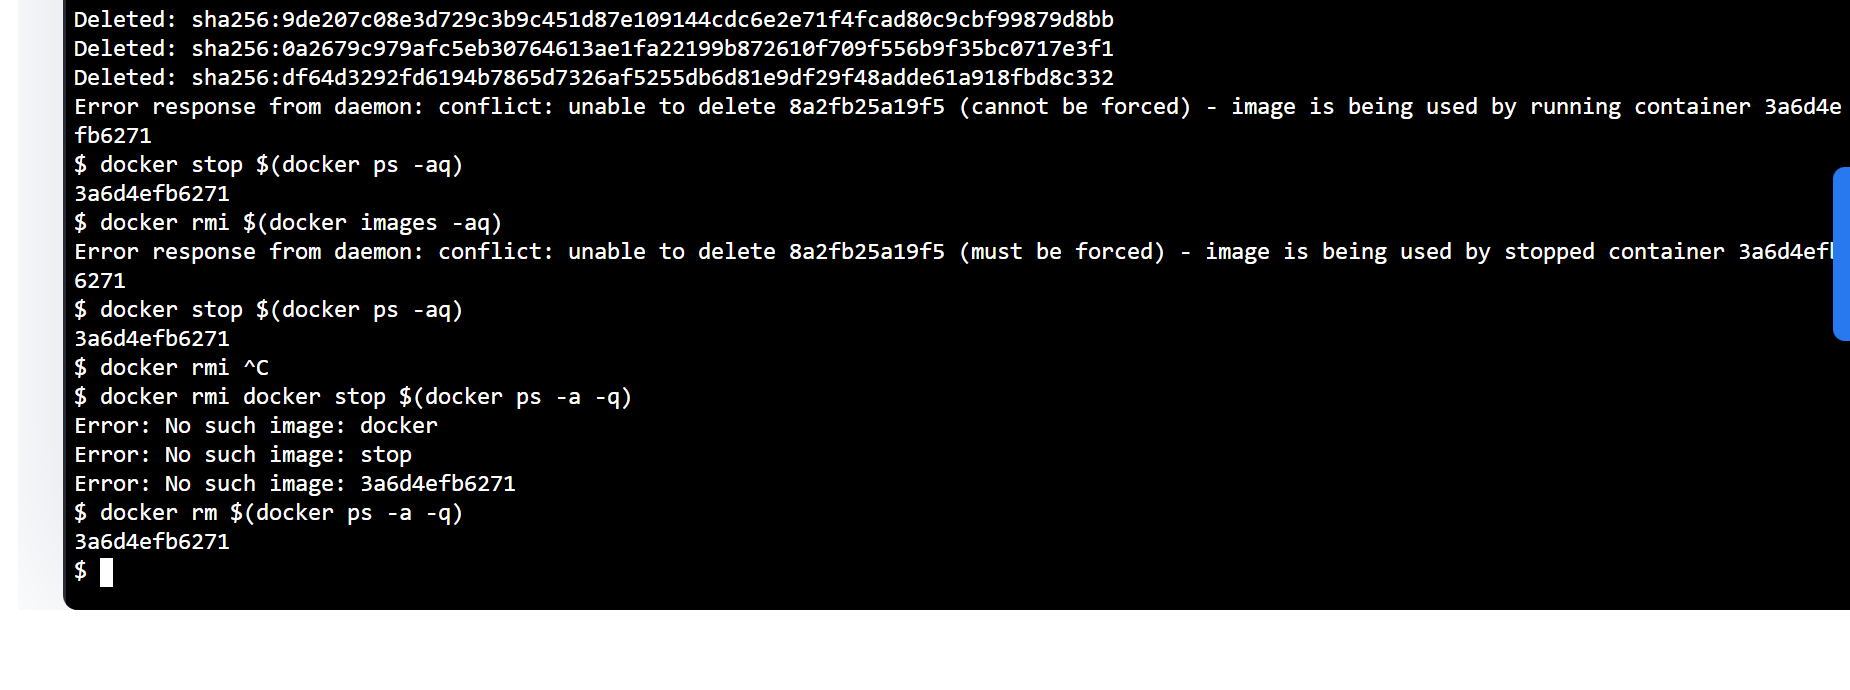 Deleted: sha256:9de207c08e3d729c3b9c451d87e109144cdc6e2e71f4fcad80c9cbf99879d8bb
Deleted: sha256:0a2679c979afc5eb30764613ae1fa22199b872610f709f556b9f35bc0717e3f1
Deleted: sha256:df64d3292fd6194b7865d7326af5255db6d81e9df29f48adde61a918fbd8c332
Error response from daemon: conflict: unable to delete 8a2fb25a19f5 (cannot be forced) - image is being used by running container 3a6d4e
fb6271
$ docker stop $(docker ps -aq)
3a6d4efb6271
$ docker rmi $(docker images -aq)
Error response from daemon: conflict: unable to delete 8a2fb25a19f5 (must be forced) - image is being used by stopped container 3a6d4ef
6271
$ docker stop $(docker ps -aq)
3a6d4efb6271
$ docker rmi ^C
$ docker rmi docker stop $(docker ps -a -q)
Error: No such image: docker
Error: No such image: stop
Error: No such image: 3a6d4efb6271
$ docker rm $(docker ps -a -q)
3a6d4efb6271
$